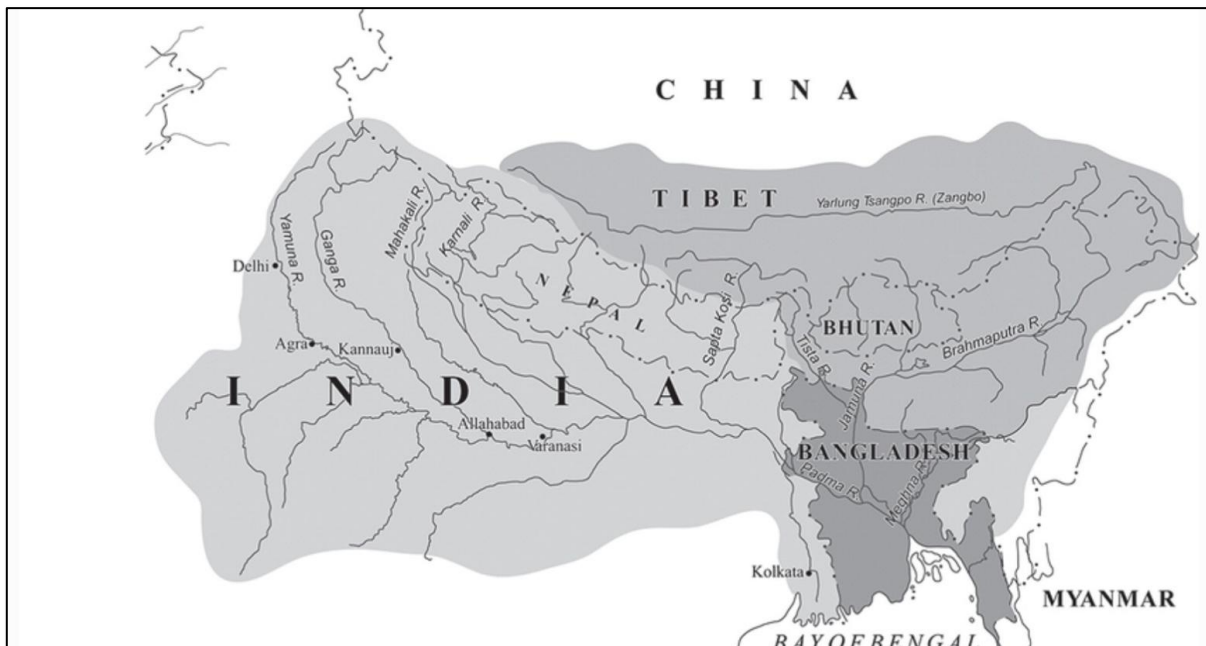 CHINA
TIBET
Yarlung Tsangpo R. (Zangbo)
Mahakali R.
Karnali R.
Yamuna R.
Ganga R.
Delhi
NEPAL
Sapta Kosi R.
BHUTAN
Brahmaputra R.
Tista R.
Agra
Kannauj
Jamuna R.
INDIA
Allahabad
Varanasi
BANGLADESH
Padma R.
Meghna R.
Kolkata
MYANMAR
BAY OF BENGAL